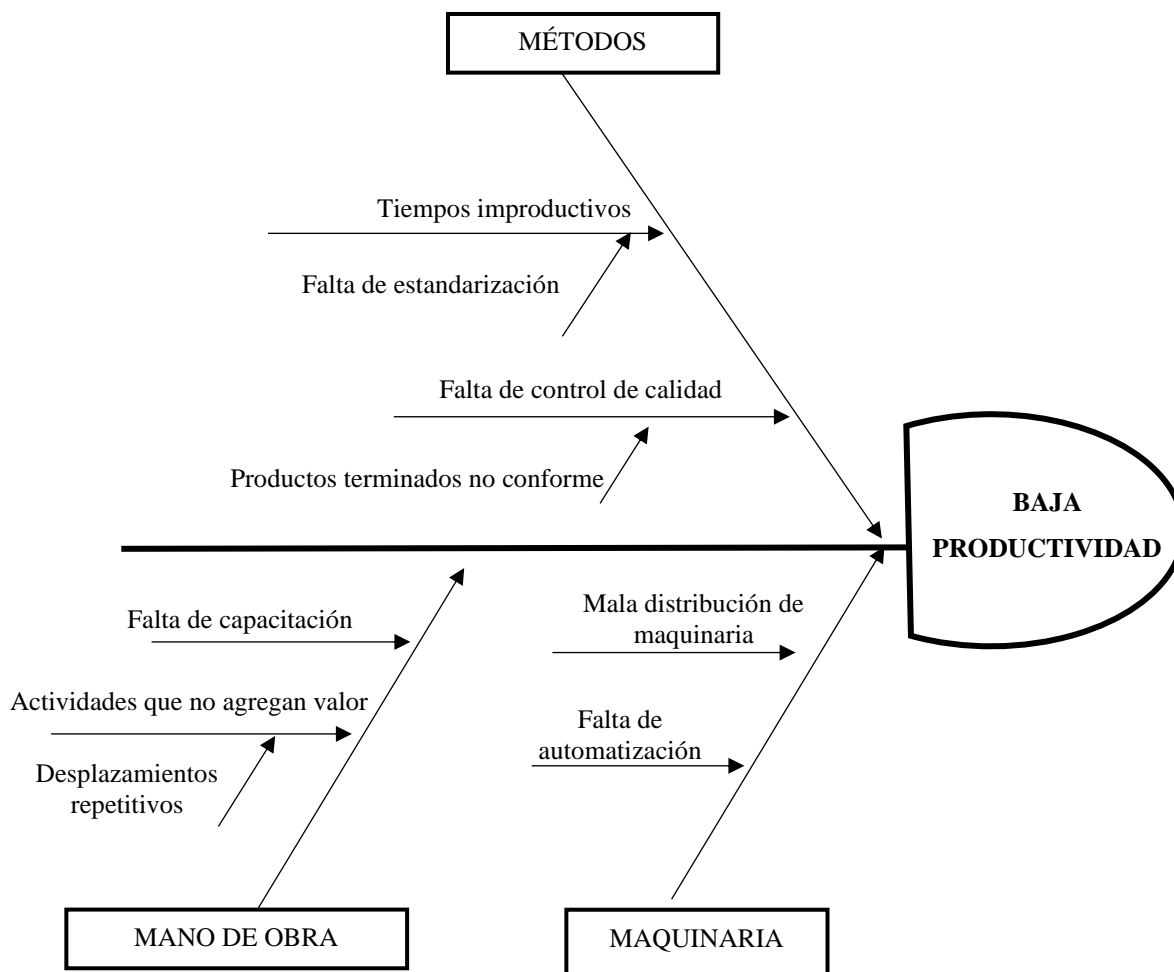 MÉTODOS
Tiempos improductivos
Falta de estandarización
Falta de control de calidad
Productos terminados no conforme
BAJA
PRODUCTIVIDAD
Falta de capacitación
Actividades que no agregan valor
Desplazamientos
repetitivos
Mala distribución de
maquinaria
Falta de
automatización
MANO DE OBRA
MAQUINARIA